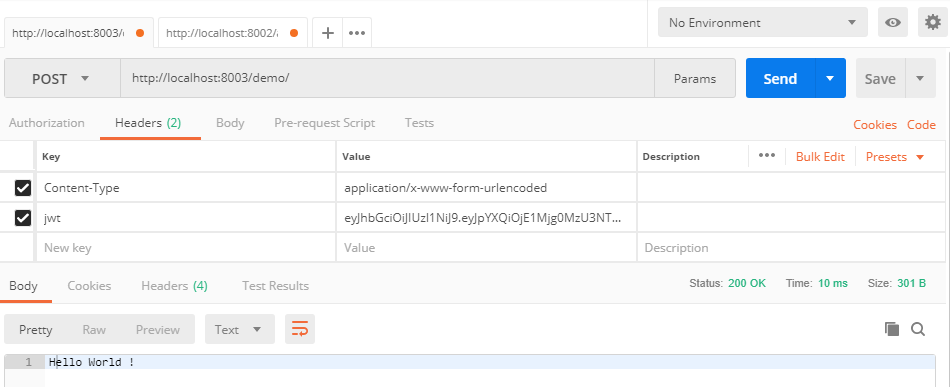 No Environment
http://localhost:8003/
http://localhost:8002/
POST
http://localhost:8003/demo/
Params
Send
Save
Authorization
Headers (2)
Body
Pre-request Script
Tests
Cookies
Code
Key
Value
Description
Bulk Edit
Presets
Content-Type
application/x-www-form-urlencoded
jwt
eyJhbGciOiJIUzI1NiJ9.eyJpYXQiOjE1Mjg0MzU3NT...
New key
Value
Description
Body
Cookies
Headers (4)
Test Results
Status: 200 OK
Time: 10 ms
Size: 301 B
Pretty
Raw
Preview
Text
1
Hello World !